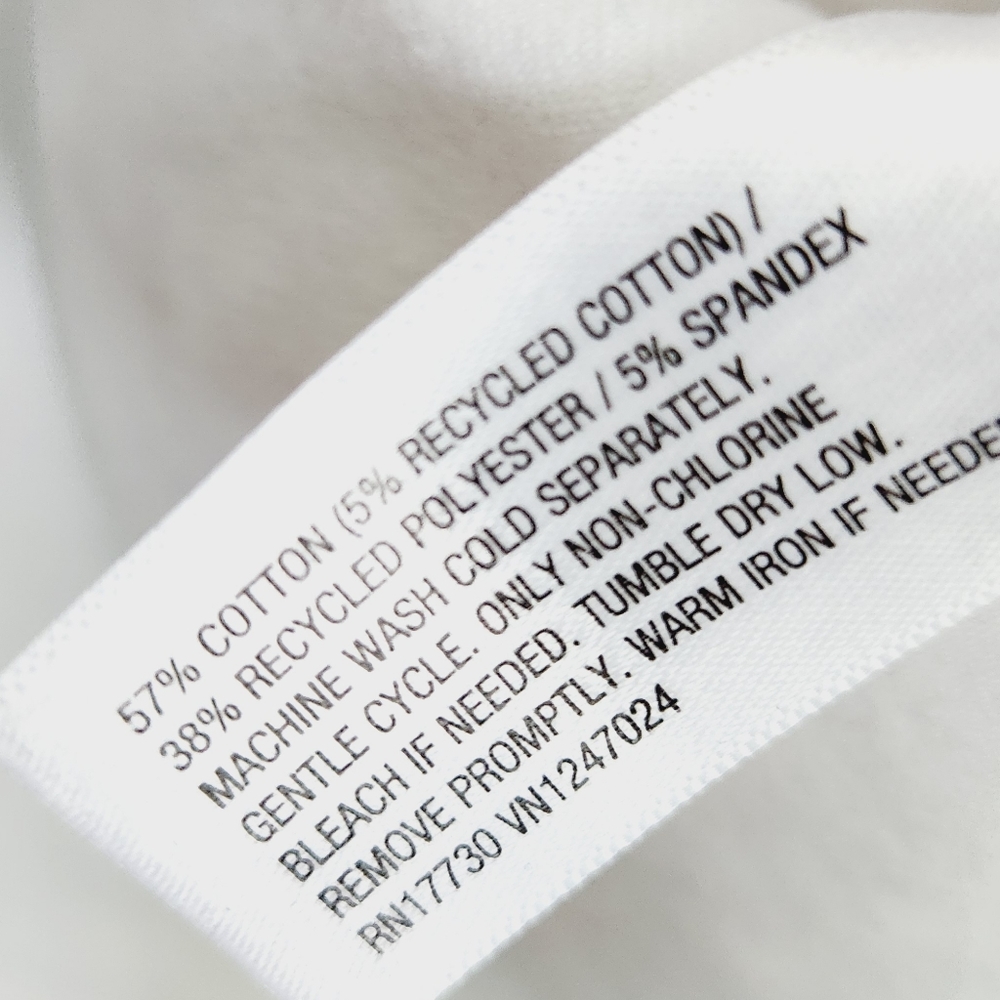 57% COTTON (5% RECYCLED COTTON) /
38% RECYCLED POLYESTER / 5% SPANDEX
MACHINE WASH COLD SEPARATELY.
GENTLE CYCLE. ONLY NON-CHLORINE
BLEACH IF NEEDED. TUMBLE DRY LOW.
REMOVE PROMPTLY. WARM IRON IF NEEDE
RN17730 VN1247024